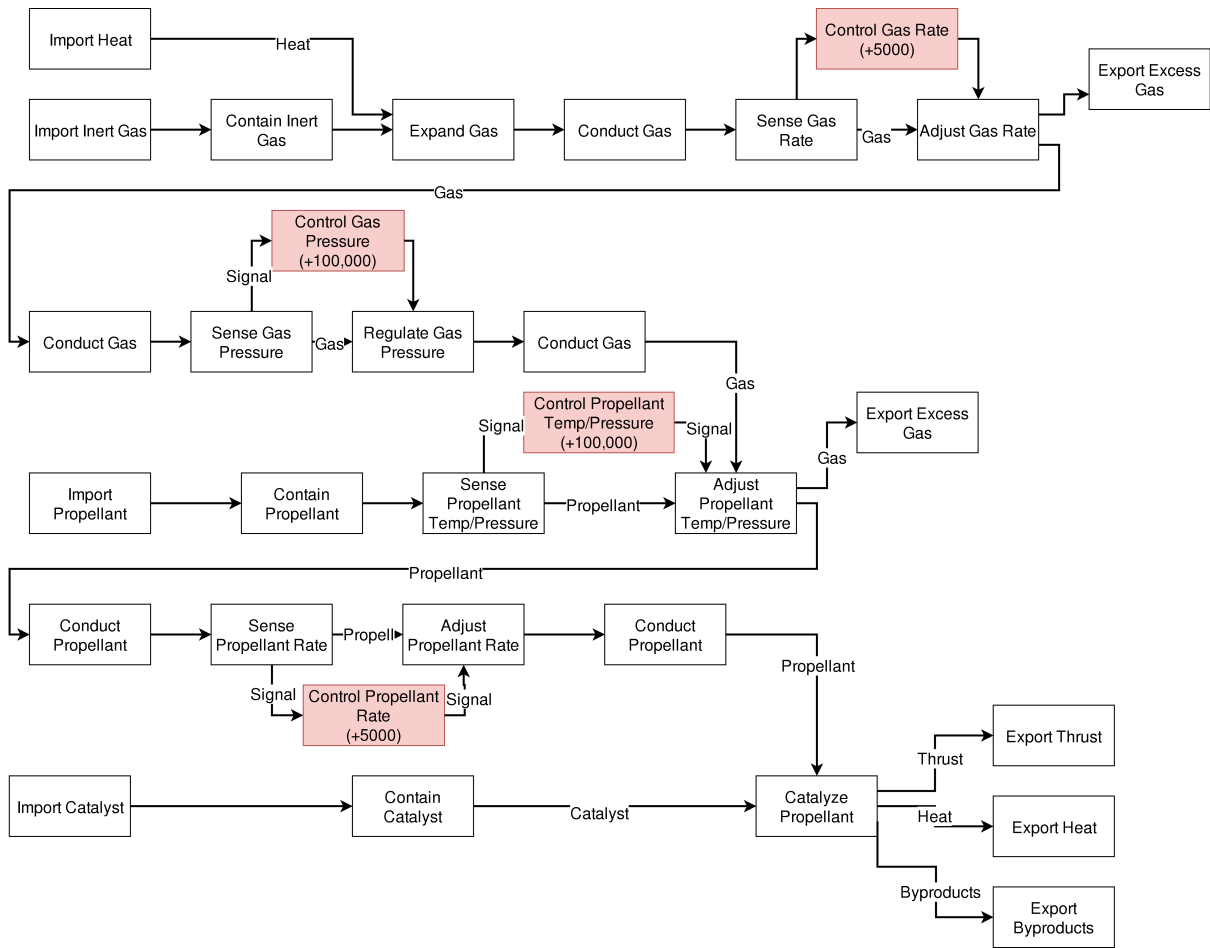 Import Heat
Heat
Control Gas Rate
(+5000)
Export Excess
Gas
Import Inert Gas
Contain Inert
Gas
Expand Gas
Conduct Gas
Sense Gas
Rate
Gas
Adjust Gas Rate
Gas
Control Gas
Pressure
(+100,000)
Signal
Conduct Gas
Sense Gas
Pressure
Gas
Regulate Gas
Pressure
Conduct Gas
Gas
Control Propellant
Temp/Pressure
(+100,000)
Signal
Signal
Export Excess
Gas
Gas
Import
Propellant
Contain
Propellant
Sense
Propellant
Temp/Pressure
Propellant
Adjust
Propellant
Temp/Pressure
Propellant
Conduct
Propellant
Sense
Propellant Rate
Propell
Adjust
Propellant Rate
Conduct
Propellant
Propellant
Signal
Control Propellant
Rate
(+5000)
Signal
Export Thrust
Thrust
Import Catalyst
Contain
Catalyst
Catalyst
Catalyze
Propellant
Heat
Export Heat
Byproducts
Export
Byproducts